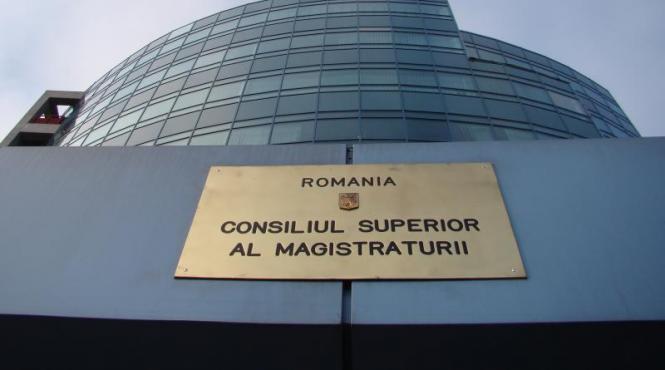 ROMANIA
CONSILIUL SUPERIOR
AL MAGISTRATURII